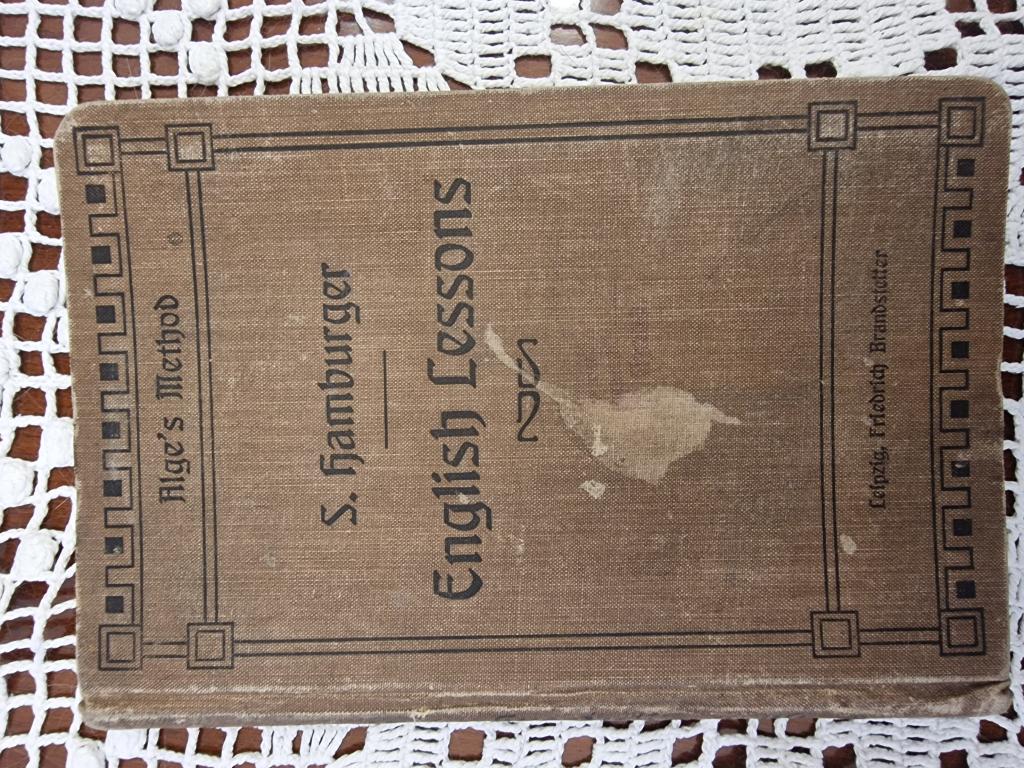 Alge's Method
S. Hamburger
English Lessons
Leipzig, Friedrich Brandstetter